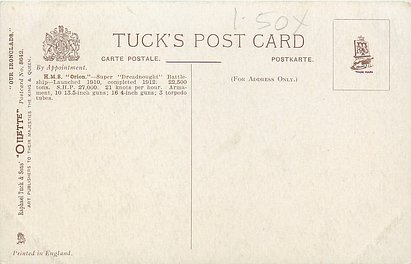 1.50X
TUCK'S POST CARD
CARTE POSTALE.
POSTKARTE.
By Appointment.
(FOR ADDRESS ONLY.)
H.M.S. "Orion."—Super "Dreadnought" Battle-
ship—Launched 1910, completed 1912. 22,500
tons. S.H.P. 27,000. 21 knots per hour. Arma-
ment, 10 13.5-inch guns; 16 4-inch guns; 3 torpedo
tubes.
TRADE MARK
"OUR IRONCLADS."
Raphael Tuck & Sons' "OILETTE" Postcard No. 8692.
ART PUBLISHERS TO THEIR MAJESTIES THE KING & QUEEN.
Printed in England.